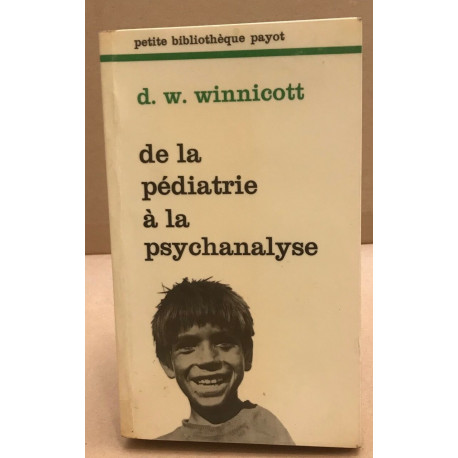 petite bibliothèque payot
d. w. winnicott
de la
pédiatrie
à la
psychanalyse